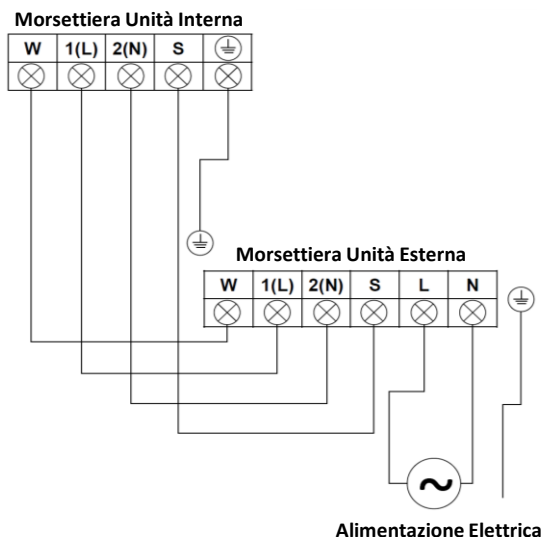 Morsettiera Unità Interna
W 1(L) 2(N) S
Morsettiera Unità Esterna
W 1(L) 2(N) S L N
Alimentazione Elettrica